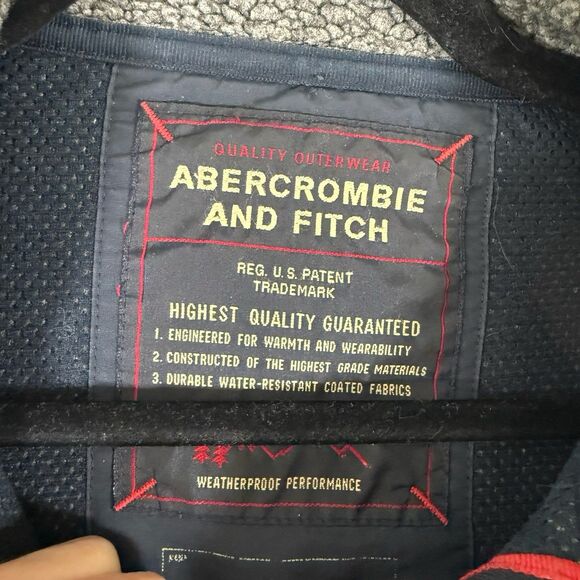 QUALITY OUTERWEAR
ABERCROMBIE
AND FITCH
REG. U.S. PATENT
TRADEMARK
HIGHEST QUALITY GUARANTEED
1. ENGINEERED FOR WARMTH AND WEARABILITY
2. CONSTRUCTED OF THE HIGHEST GRADE MATERIALS
3. DURABLE WATER-RESISTANT COATED FABRICS
WEATHERPROOF PERFORMANCE